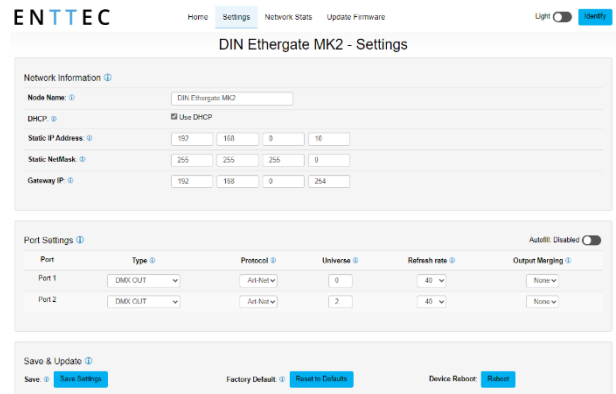 ENTTEC Home Settings Network Stats Update Firmware Light Identify
DIN Ethergate MK2 - Settings
Network Information
Node Name: DIN Ethergate MK2
DHCP: Use DHCP
Static IP Address: 192 168 0 10
Static NetMask: 255 255 255 0
Gateway IP: 192 168 0 254
Port Settings Autofill: Disabled
Port Type Protocol Universe Refresh rate Output Merging
Port 1 DMX OUT Art-Net 0 40 None
Port 2 DMX OUT Art-Net 2 40 None
Save & Update
Save: Save Settings Factory Default: Reset to Defaults Device Reboot: Reboot